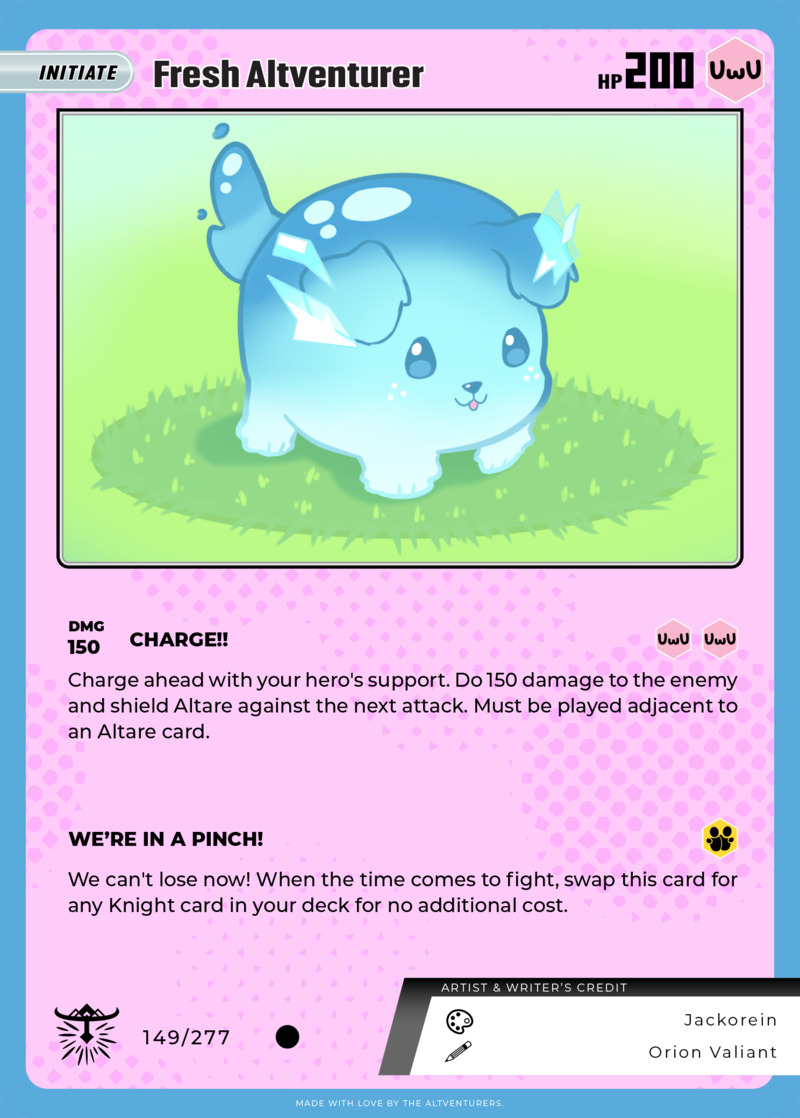 INITIATE
Fresh Altventurer
HP 200 UwU
DMG
150 CHARGE!! UwU UwU
Charge ahead with your hero's support. Do 150 damage to the enemy
and shield Altare against the next attack. Must be played adjacent to
an Altare card.
WE’RE IN A PINCH!
We can't lose now! When the time comes to fight, swap this card for
any Knight card in your deck for no additional cost.
ARTIST & WRITER’S CREDIT
149/277
Jackorein
Orion Valiant
MADE WITH LOVE BY THE ALTVENTURERS.